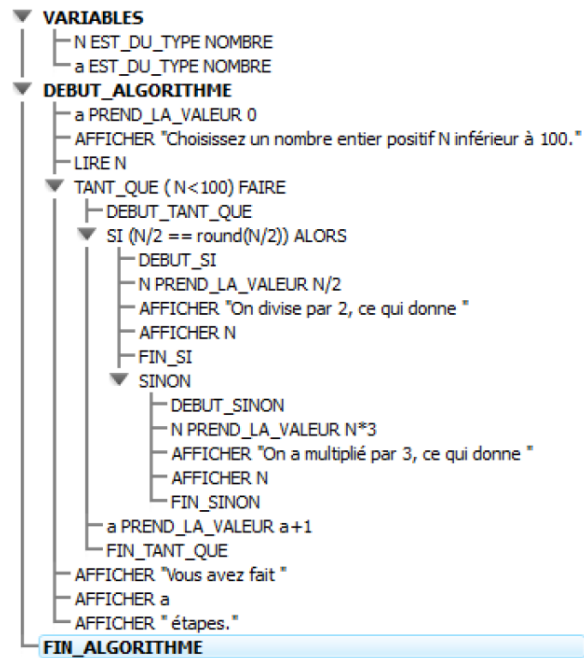 VARIABLES
N EST_DU_TYPE NOMBRE
a EST_DU_TYPE NOMBRE
DEBUT_ALGORITHME
a PREND_LA_VALEUR 0
AFFICHER "Choisissez un nombre entier positif N inférieur à 100."
LIRE N
TANT_QUE ( N<100) FAIRE
DEBUT_TANT_QUE
SI (N/2 == round(N/2)) ALORS
DEBUT_SI
N PREND_LA_VALEUR N/2
AFFICHER "On divise par 2, ce qui donne "
AFFICHER N
FIN_SI
SINON
DEBUT_SINON
N PREND_LA_VALEUR N*3
AFFICHER "On a multiplié par 3, ce qui donne "
AFFICHER N
FIN_SINON
a PREND_LA_VALEUR a+1
FIN_TANT_QUE
AFFICHER "Vous avez fait "
AFFICHER a
AFFICHER " étapes."
FIN_ALGORITHME